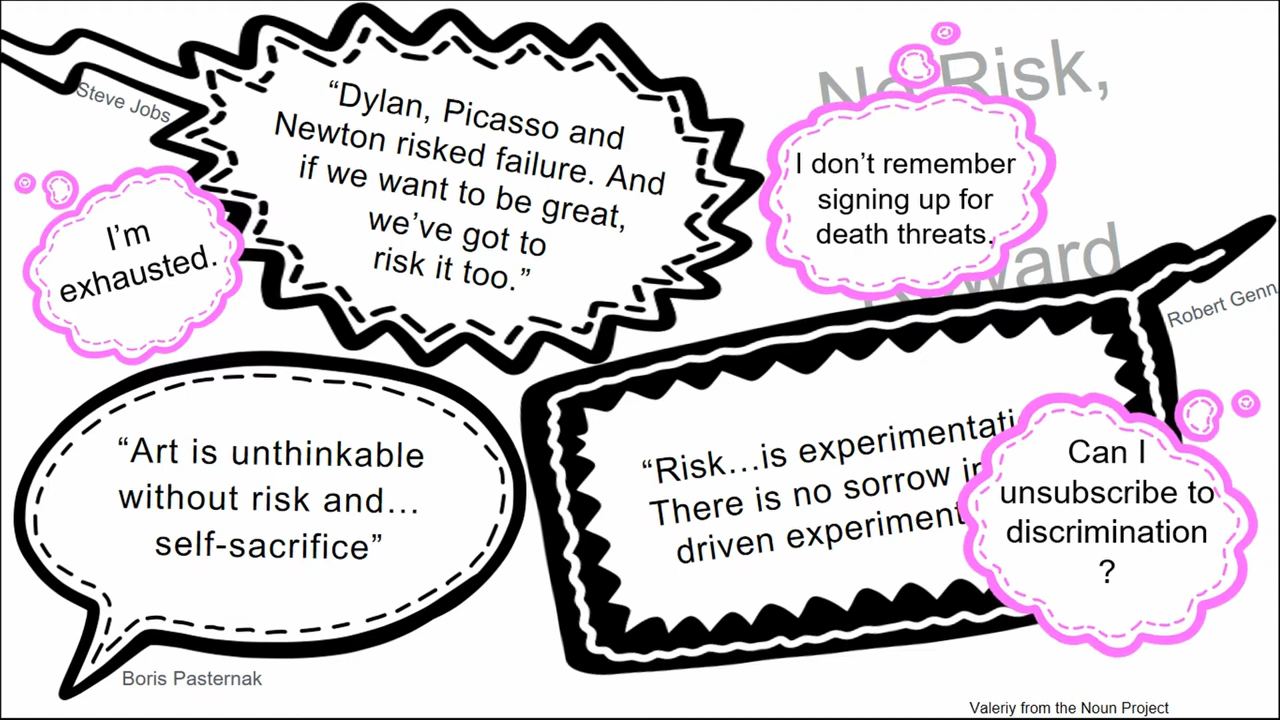 No Risk,
Steve Jobs
“Dylan, Picasso and
Newton risked failure. And
if we want to be great,
we’ve got to
risk it too.”
I don’t remember
signing up for
death threats.
I’m
exhausted.
Robert Genn
“Art is unthinkable
without risk and…
self-sacrifice”
“Risk…is
There is no sorrow
driven
Can I
unsubscribe to
discrimination
?
Boris Pasternak
Valeriy from the Noun Project